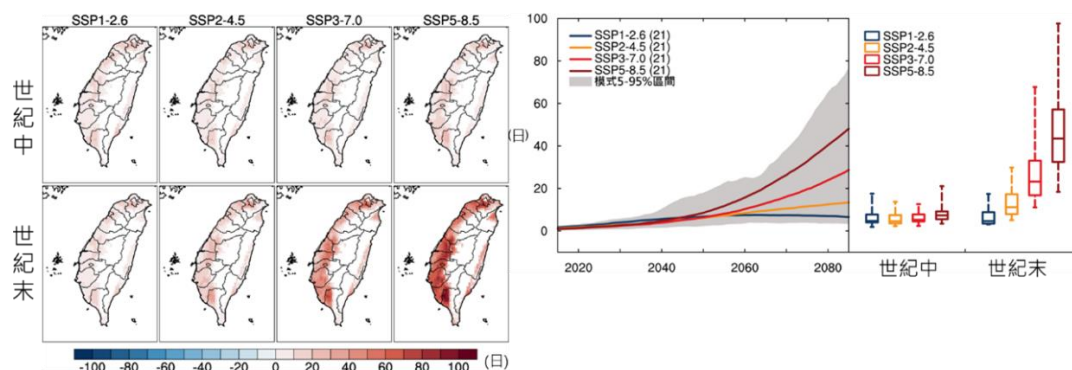 SSP1-2.6 SSP2-4.5 SSP3-7.0 SSP5-8.5
世紀中
世紀末
-100 -80 -60 -40 -20 0 20 40 60 80 100 (日)
100
80
60
40
20
0
(日)
2020 2040 2060 2080
SSP1-2.6 (21)
SSP2-4.5 (21)
SSP3-7.0 (21)
SSP5-8.5 (21)
模式5-95%區間
SSP1-2.6
SSP2-4.5
SSP3-7.0
SSP5-8.5
世紀中 世紀末